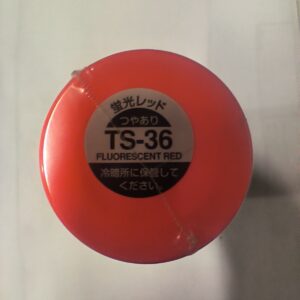 蛍光レッド
つやあり
TS-36
FLUORESCENT RED
冷暗所に保管して
ください。